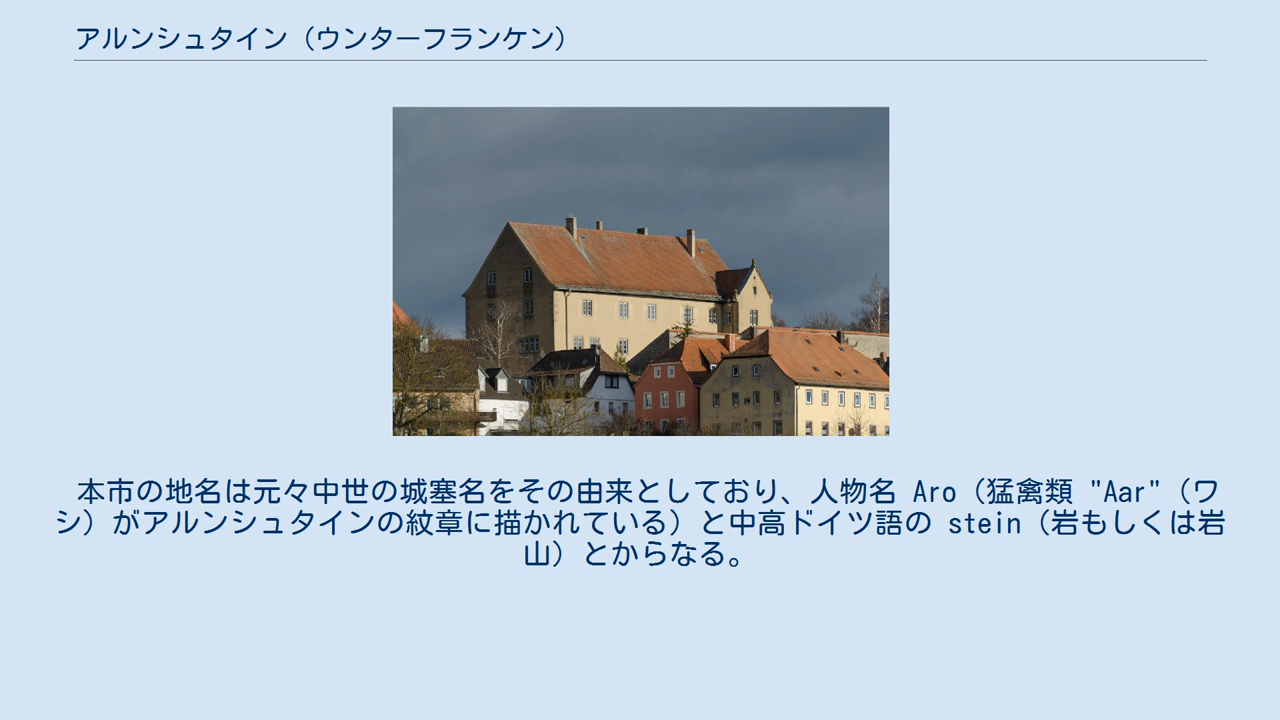 アルンシュタイン（ウンターフランケン）
本市の地名は元々中世の城塞名をその由来としており、人物名 Aro（猛禽類 "Aar"（ワ
シ）がアルンシュタインの紋章に描かれている）と中高ドイツ語の stein（岩もしくは岩
山）とからなる。